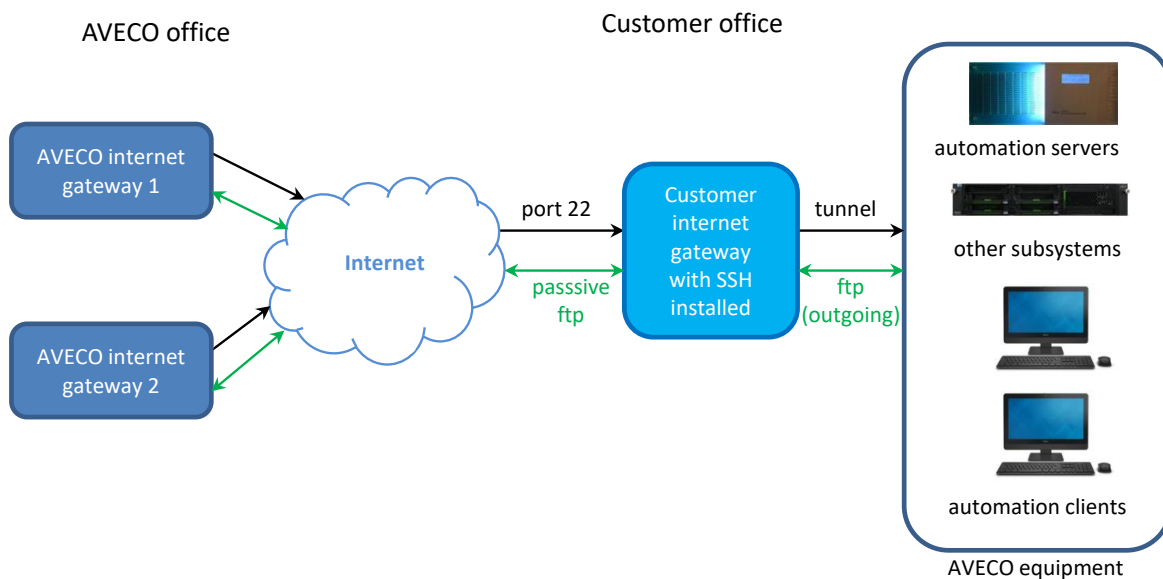 AVECO office
Customer office
AVECO internet
gateway 1
AVECO internet
gateway 2
Internet
port 22
passsive
ftp
Customer
internet
gateway
with SSH
installed
tunnel
ftp
(outgoing)
automation servers
other subsystems
automation clients
AVECO equipment